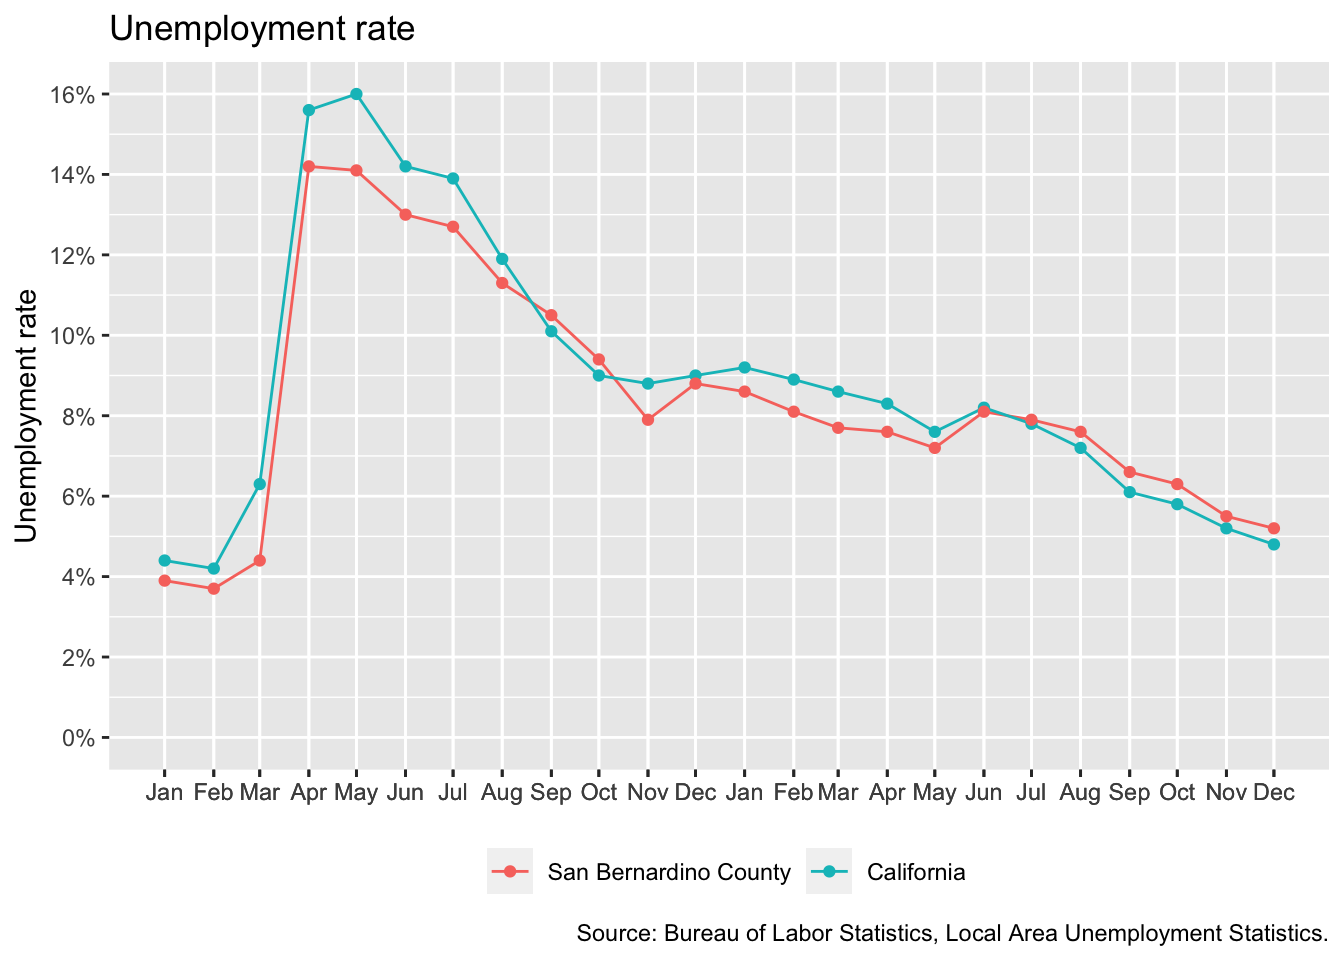 Unemployment rate
Unemployment rate
16%
14%
12%
10%
8%
6%
4%
2%
0%
Jan Feb Mar Apr May Jun Jul Aug Sep Oct Nov Dec Jan Feb Mar Apr May Jun Jul Aug Sep Oct Nov Dec
San Bernardino County California
Source: Bureau of Labor Statistics, Local Area Unemployment Statistics.